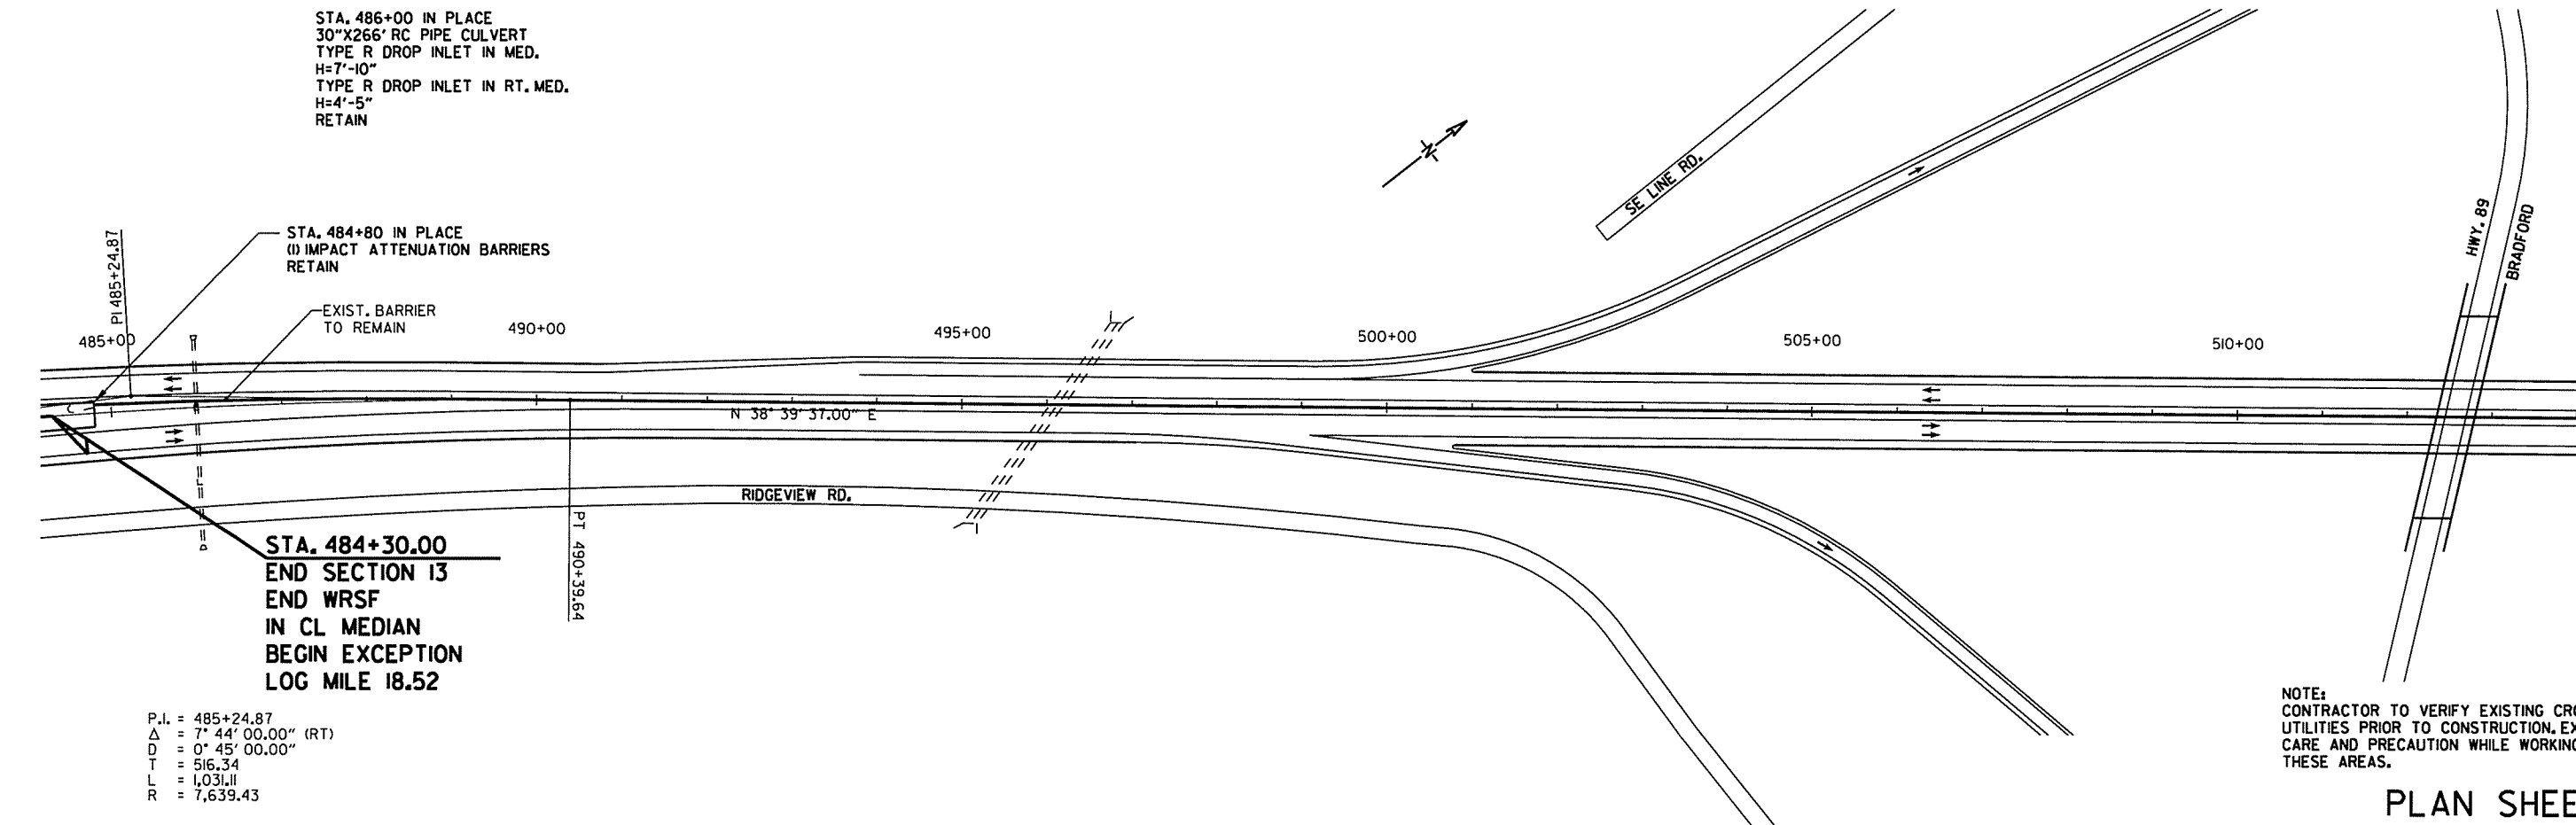 STA. 486+00 IN PLACE
30"X266' RC PIPE CULVERT
TYPE R DROP INLET IN MED.
H=7'-10"
TYPE R DROP INLET IN RT. MED.
H=4'-5"
RETAIN
N
SE LINE RD.
HWY. 89
BRADFORD
PI 485+24.87
STA. 484+80 IN PLACE
(1) IMPACT ATTENUATION BARRIERS
RETAIN
EXIST. BARRIER
TO REMAIN
485+00
490+00
495+00
500+00
505+00
510+00
N 38° 39' 37.00" E
RIDGEVIEW RD.
PT 490+39.64
STA. 484+30.00
END SECTION 13
END WRSF
IN CL MEDIAN
BEGIN EXCEPTION
LOG MILE 18.52
P.I. = 485+24.87
Δ = 7° 44' 00.00" (RT)
D = 0° 45' 00.00"
T = 516.34
L = 1,031.11
R = 7,639.43
NOTE:
CONTRACTOR TO VERIFY EXISTING
UTILITIES PRIOR TO CONSTRUCTION.
CARE AND PRECAUTION WHILE
THESE AREAS.
PLAN